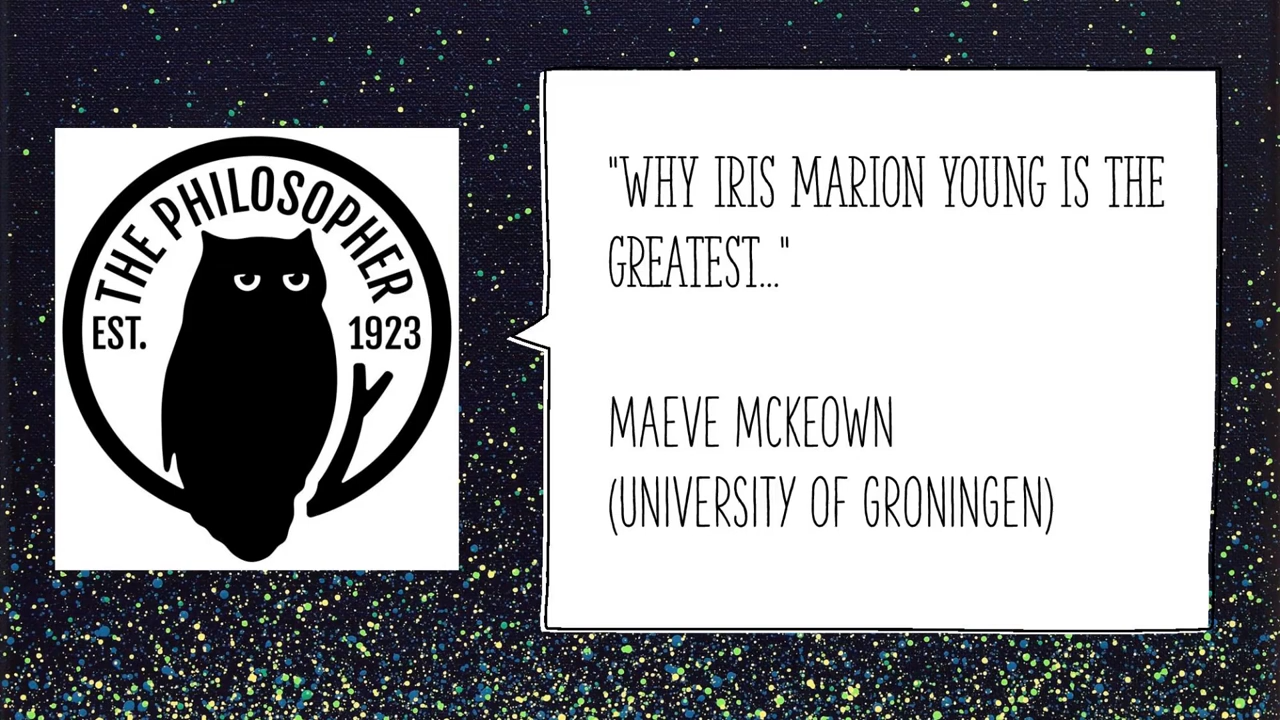 THE PHILOSOPHER
EST. 1923
"WHY IRIS MARION YOUNG IS THE
GREATEST..."
MAEVE MCKEOWN
(UNIVERSITY OF GRONINGEN)